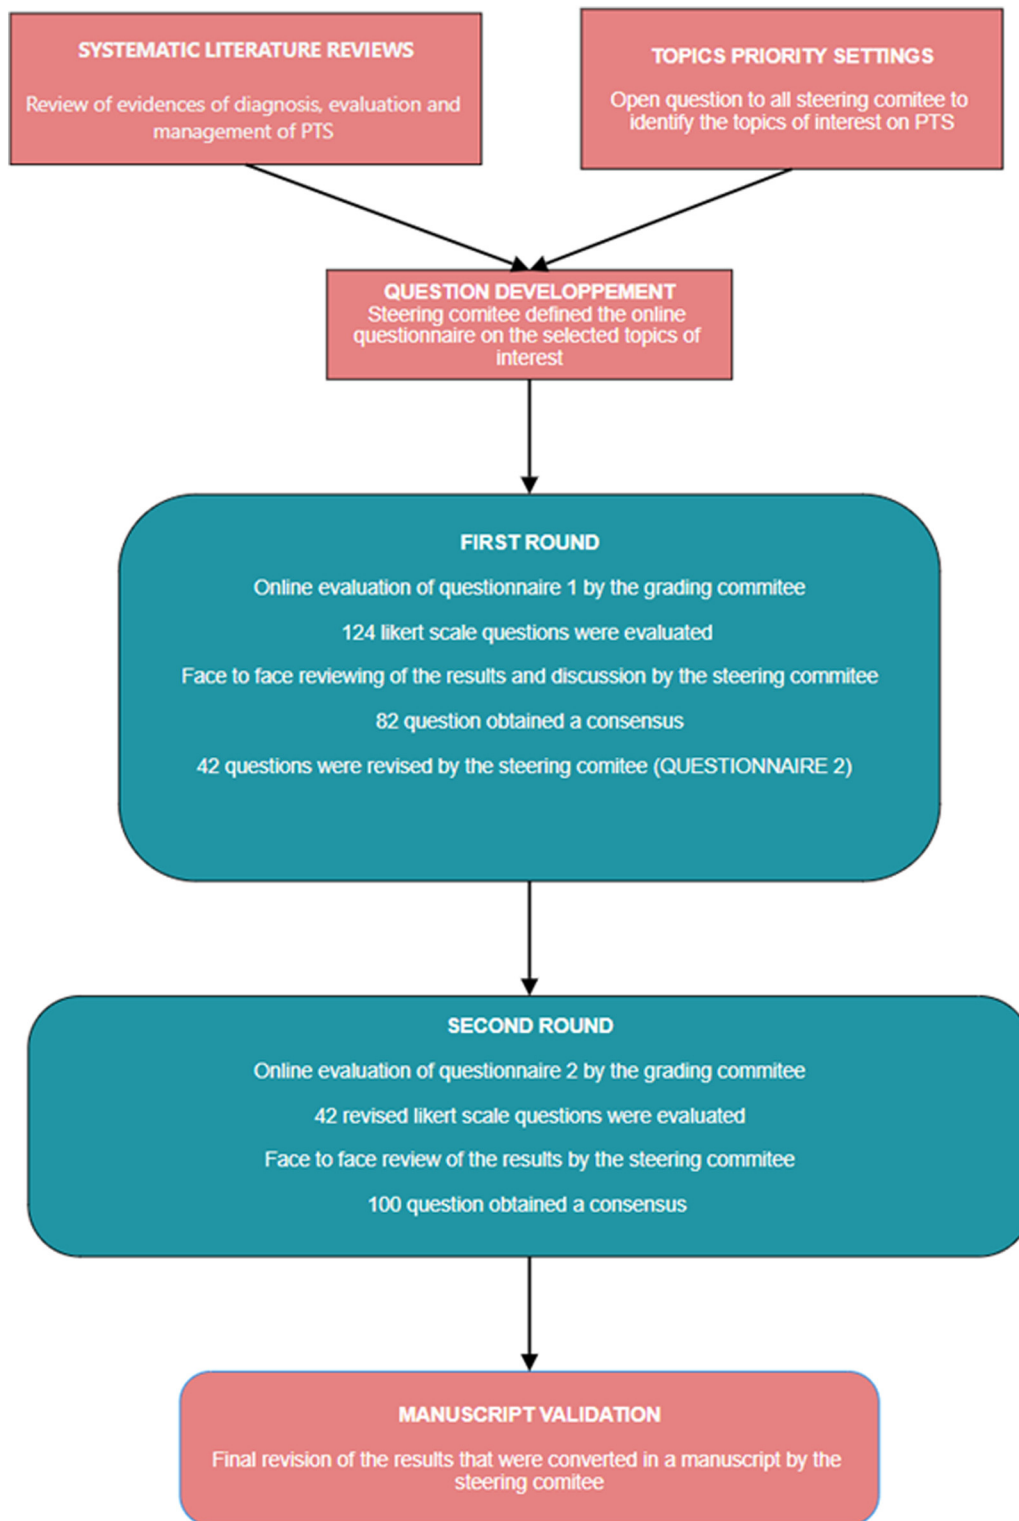 SYSTEMATIC LITERATURE REVIEWS
Review of evidences of diagnosis, evaluation and
management of PTS
TOPICS PRIORITY SETTINGS
Open question to all steering comitee to
identify the topics of interest on PTS
QUESTION DEVELOPPEMENT
Steering comitee defined the online
questionnaire on the selected topics of
interest
FIRST ROUND
Online evaluation of questionnaire 1 by the grading commitee
124 likert scale questions were evaluated
Face to face reviewing of the results and discussion by the steering commitee
82 question obtained a consensus
42 questions were revised by the steering comitee (QUESTIONNAIRE 2)
SECOND ROUND
Online evaluation of questionnaire 2 by the grading commitee
42 revised likert scale questions were evaluated
Face to face review of the results by the steering commitee
100 question obtained a consensus
MANUSCRIPT VALIDATION
Final revision of the results that were converted in a manuscript by the
steering comitee